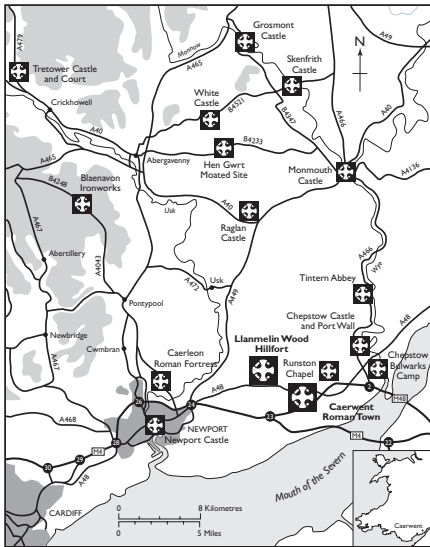 Grosmont
Castle
A479
Monnow
A465
A49
N
Skenfrith
Castle
Tretower Castle
and Court
White
Castle
B4521
B4347
A466
A40
Crickhowell
A40
B4233
Abergavenny
Hen Gwrt
Moated Site
A465
Monmouth
Castle
A4136
Blaenavon
Ironworks
B4248
Usk
A40
Raglan
Castle
A467
A466
Wye
Abertillery
A4043
A472
Usk
A449
Tintern Abbey
Pontypool
Chepstow Castle
and Port Wall
A48
Newbridge
Cwmbran
A467
Caerleon
Roman Fortress
Llanmelin Wood
Hillfort
Runston
Chapel
Chepstow
Bulwarks
Camp
A48
2
M48
Caerwent
Roman Town
A468
24
NEWPORT
Newport Castle
23
M4
28
M4
22
29
30
A48
Mouth of the Severn
CARDIFF
0 8 Kilometres
0 5 Miles
Caerwent